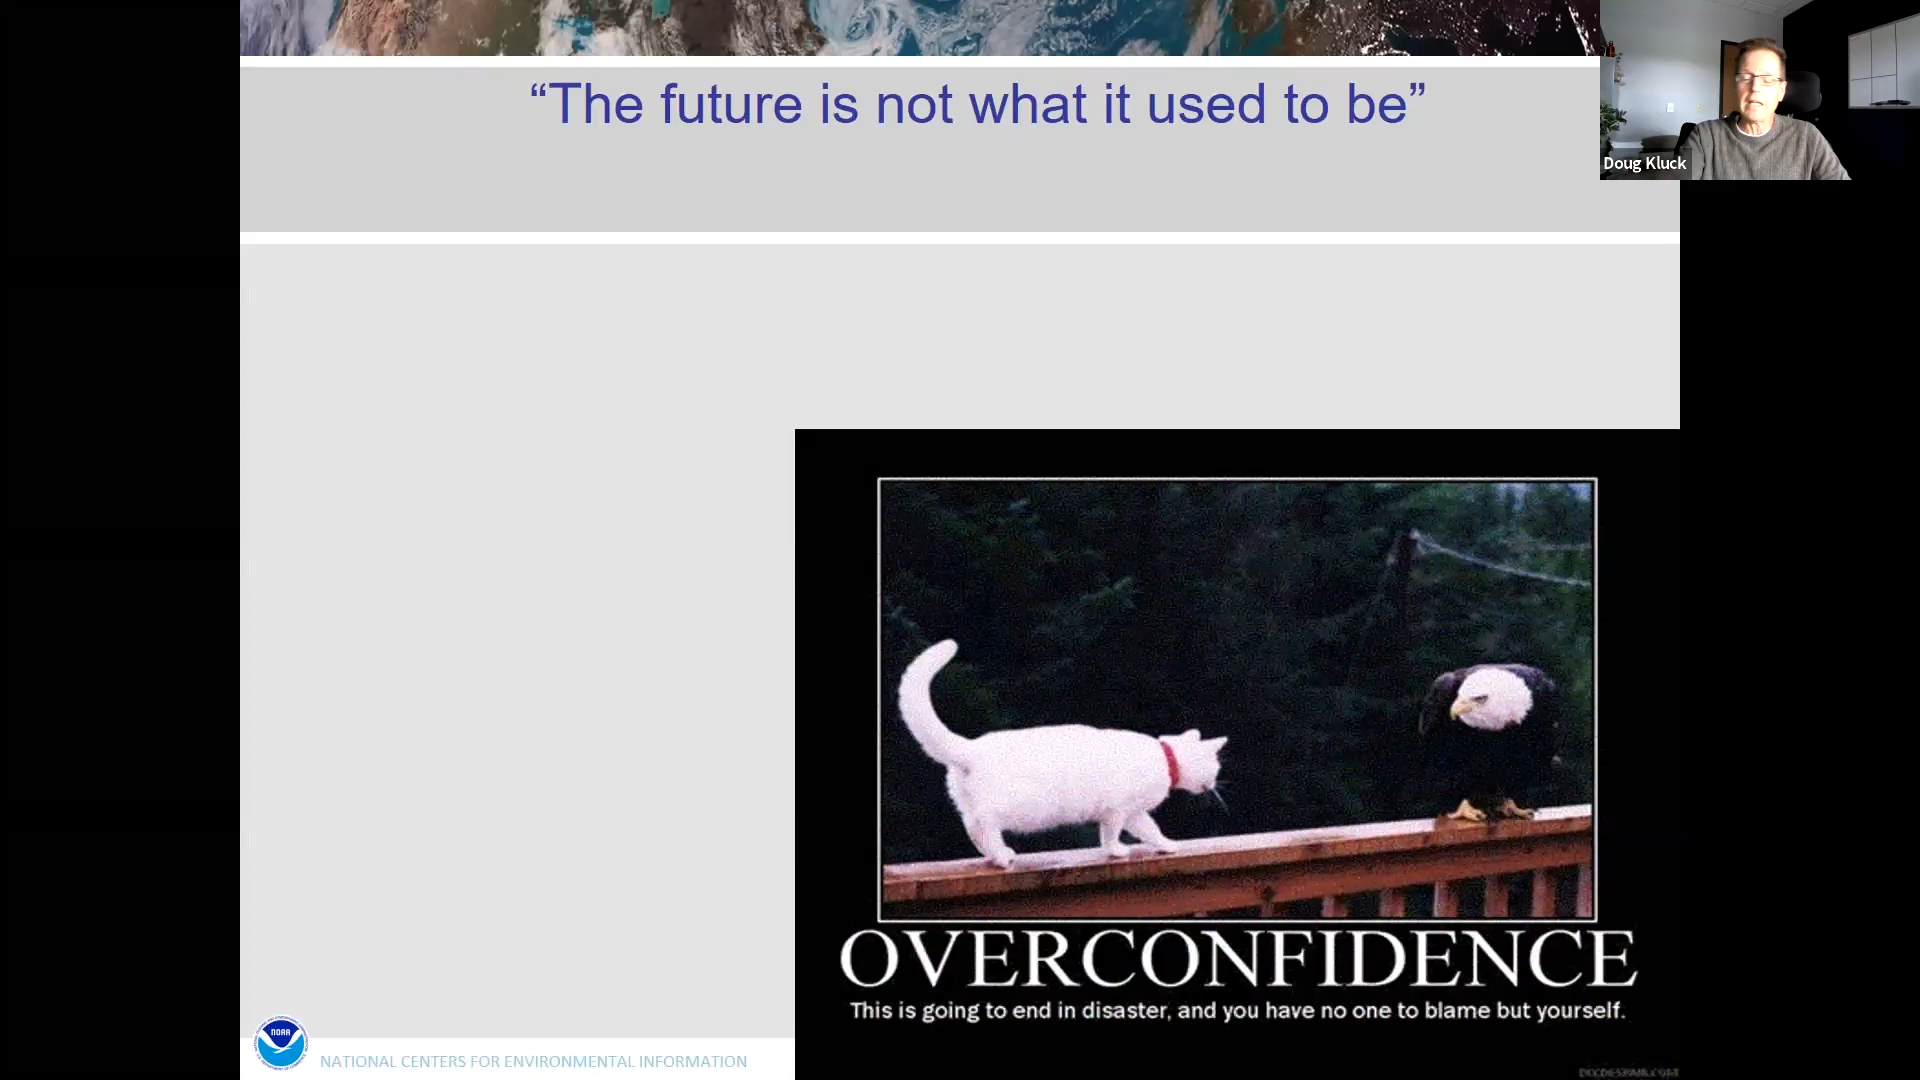 “The future is not what it used to be”
Doug Kluck
OVERCONFIDENCE
This is going to end in disaster, and you have no one to blame but yourself.
NOAA
NATIONAL CENTERS FOR ENVIRONMENTAL INFORMATION